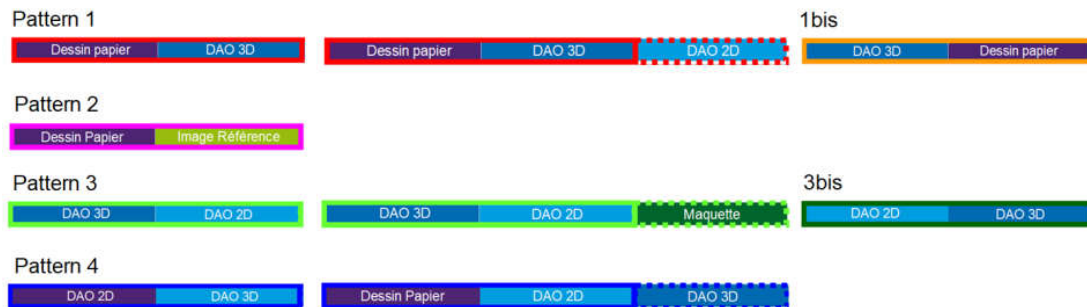 Pattern 1 1bis
Dessin papier DAO 3D Dessin papier DAO 3D DAO 2D DAO 3D Dessin papier
Pattern 2
Dessin Papier Image Référence
Pattern 3 3bis
DAO 3D DAO 2D DAO 3D DAO 2D Maquette DAO 2D DAO 3D
Pattern 4
DAO 2D DAO 3D Dessin Papier DAO 2D DAO 3D